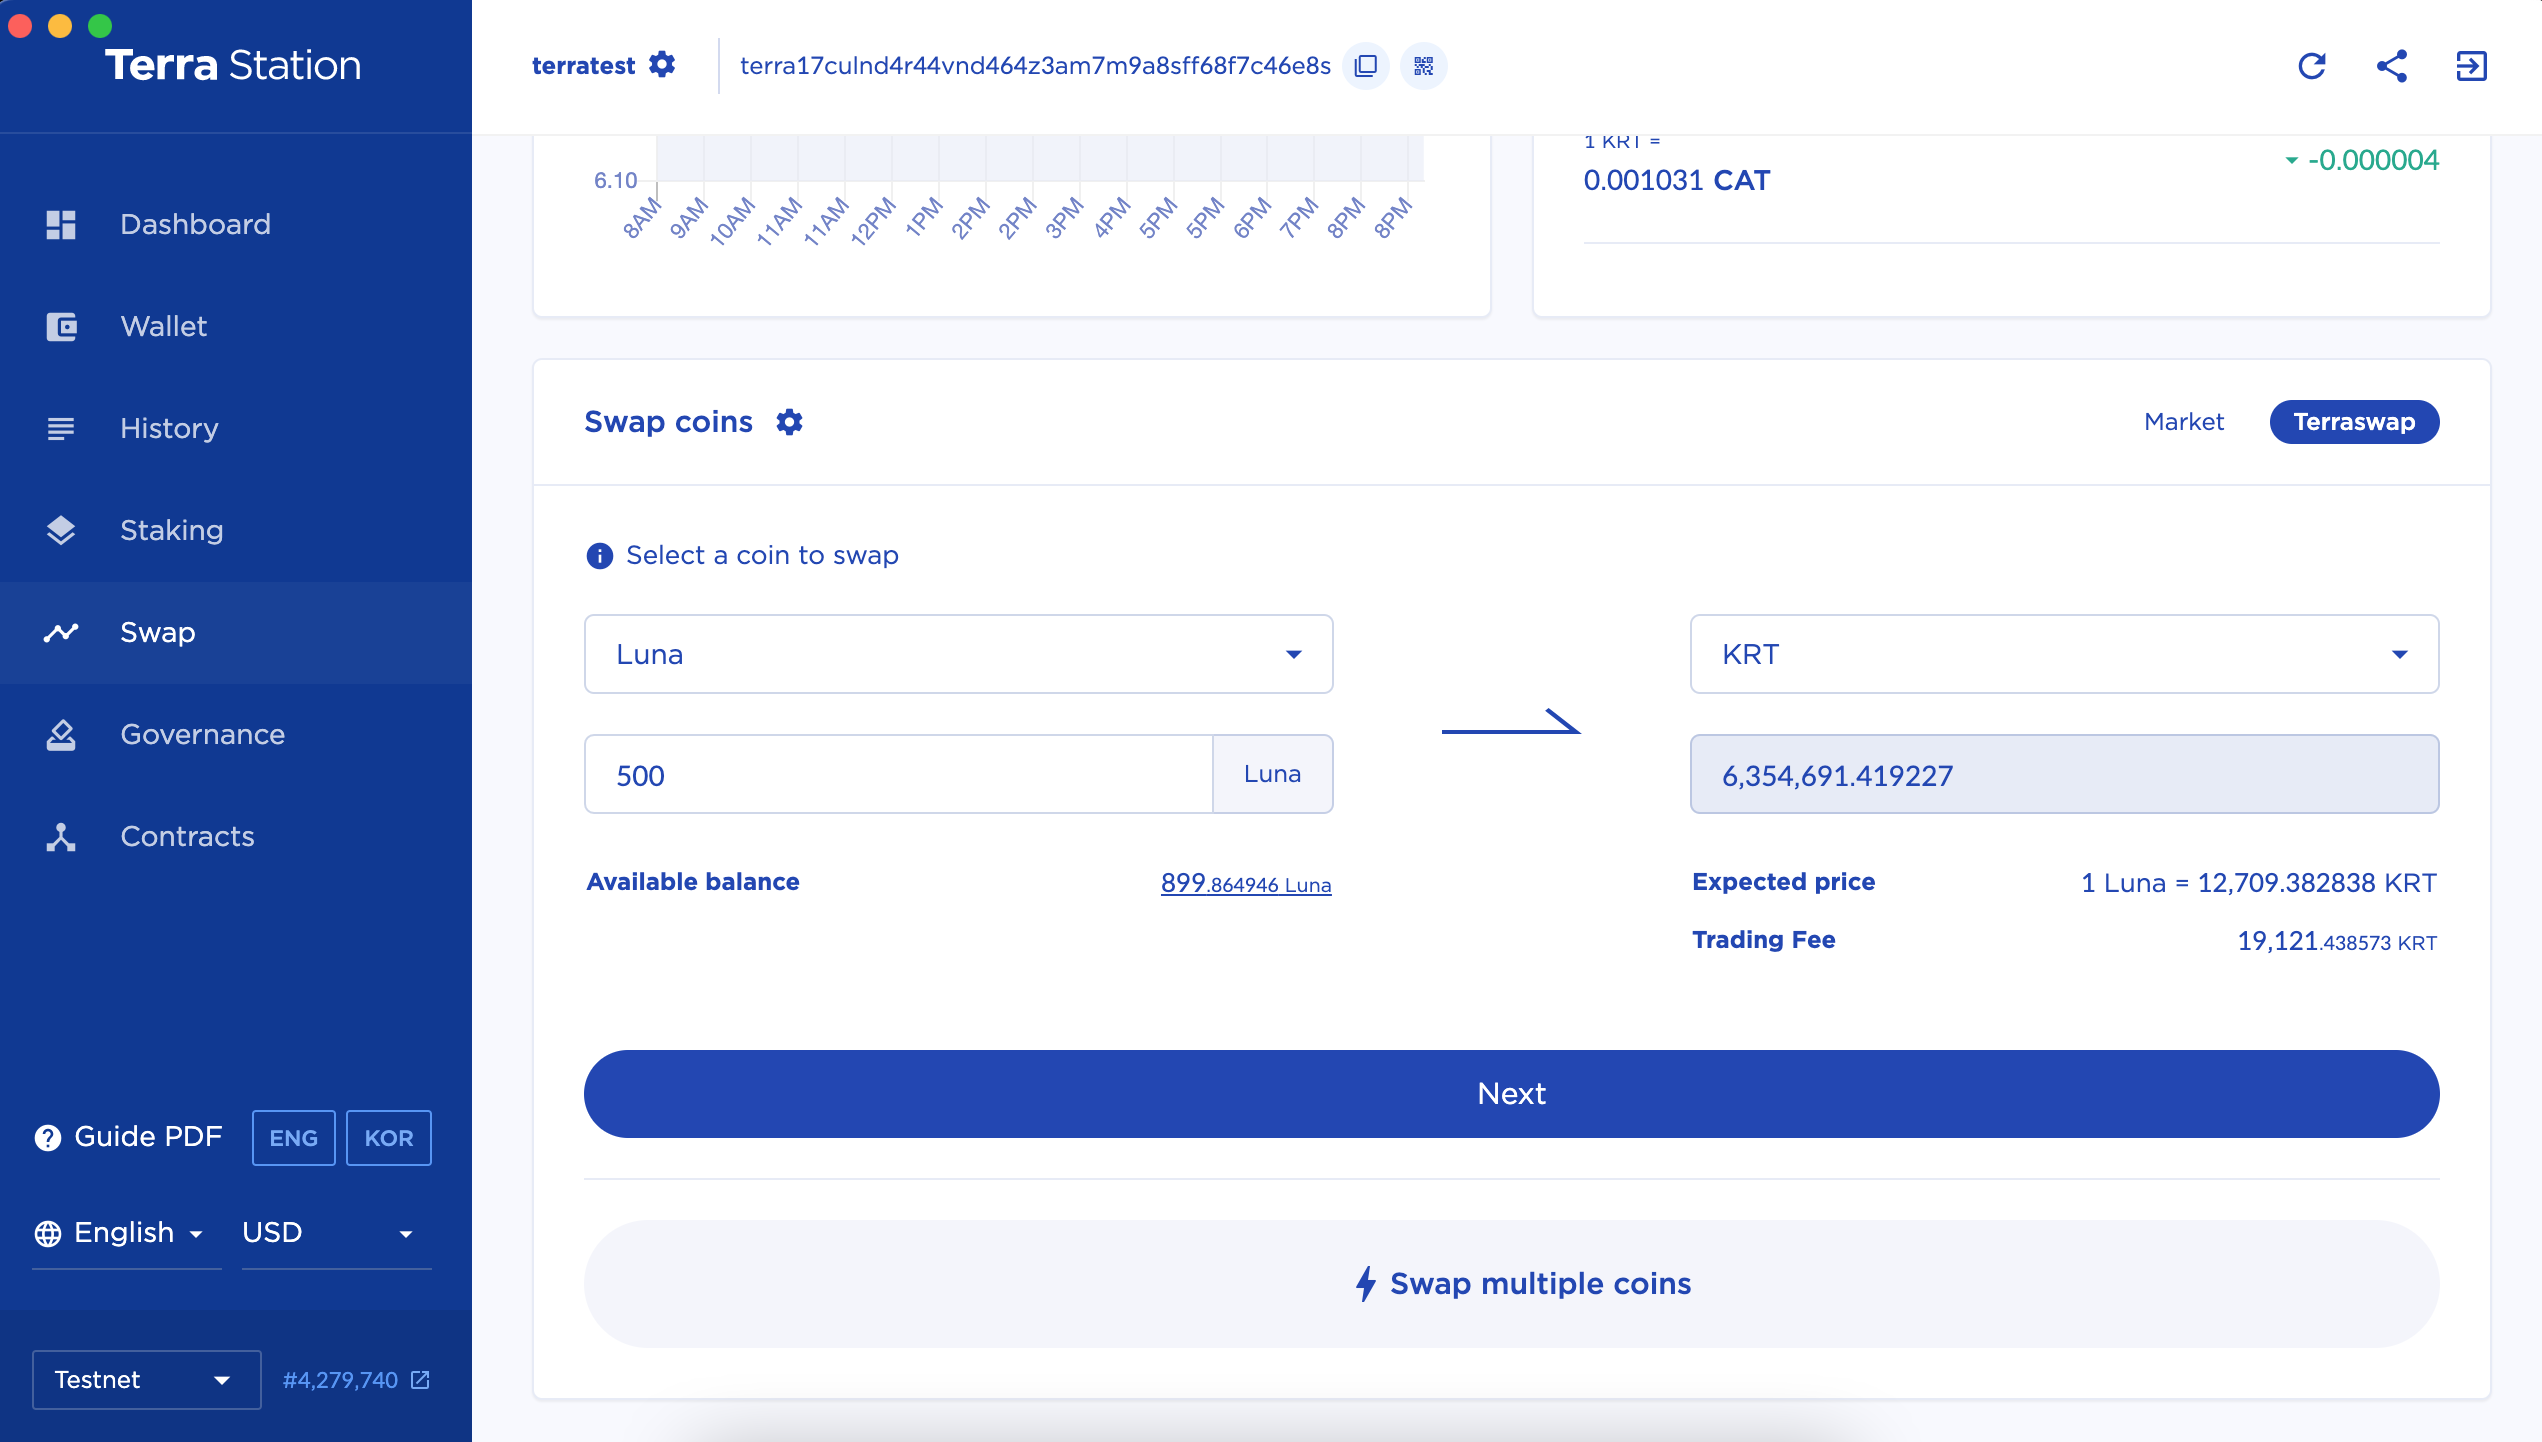 Terra Station
Dashboard
Wallet
History
Staking
Swap
Governance
Contracts
Guide PDF ENG KOR
English USD
Testnet #4,279,740
terratest terra17culnd4r44vnd464z3am7m9a8sff68f7c46e8s
6.10
8AM 9AM 10AM 11AM 11AM 12PM 1PM 2PM 2PM 3PM 4PM 5PM 5PM 6PM 7PM 8PM 8PM
1 KRT =
0.001031 CAT
-0.000004
Swap coins
Market Terraswap
Select a coin to swap
Luna
KRT
500 Luna
6,354,691.419227
Available balance 899.864946 Luna
Expected price 1 Luna = 12,709.382838 KRT
Trading Fee 19,121.438573 KRT
Next
Swap multiple coins